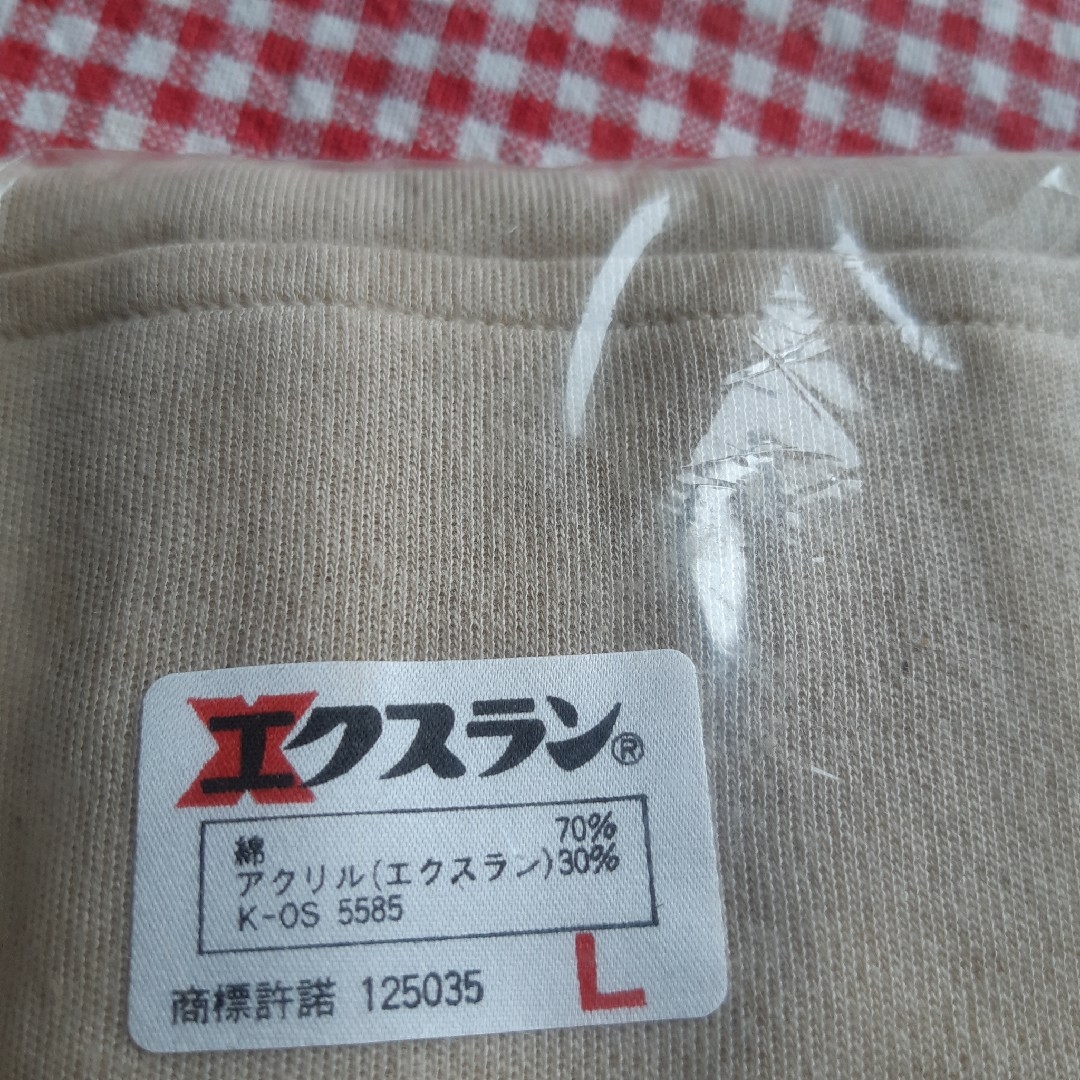 エクスラン®
綿 70%
アクリル(エクスラン)30%
K-OS 5585
商標許諾 125035 L